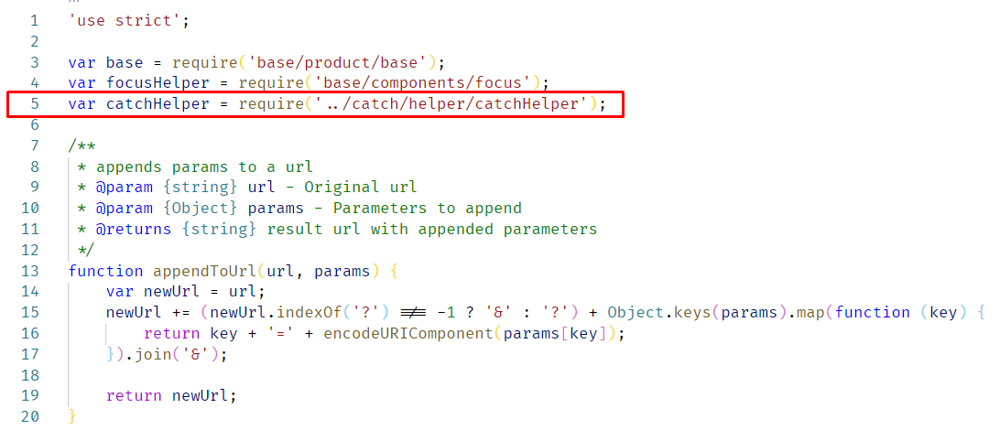 1 'use strict';
2
3 var base = require('base/product/base');
4 var focusHelper = require('base/components/focus');
5 var catchHelper = require('../catch/helper/catchHelper');
6
7 /**
8 * appends params to a url
9 * @param {string} url - Original url
10 * @param {Object} params - Parameters to append
11 * @returns {string} result url with appended parameters
12 */
13 function appendToUrl(url, params) {
14 var newUrl = url;
15 newUrl += (newUrl.indexOf('?') !== -1 ? '&' : '?') + Object.keys(params).map(function (key) {
16 return key + '=' + encodeURIComponent(params[key]);
17 }).join('&');
18
19 return newUrl;
20 }